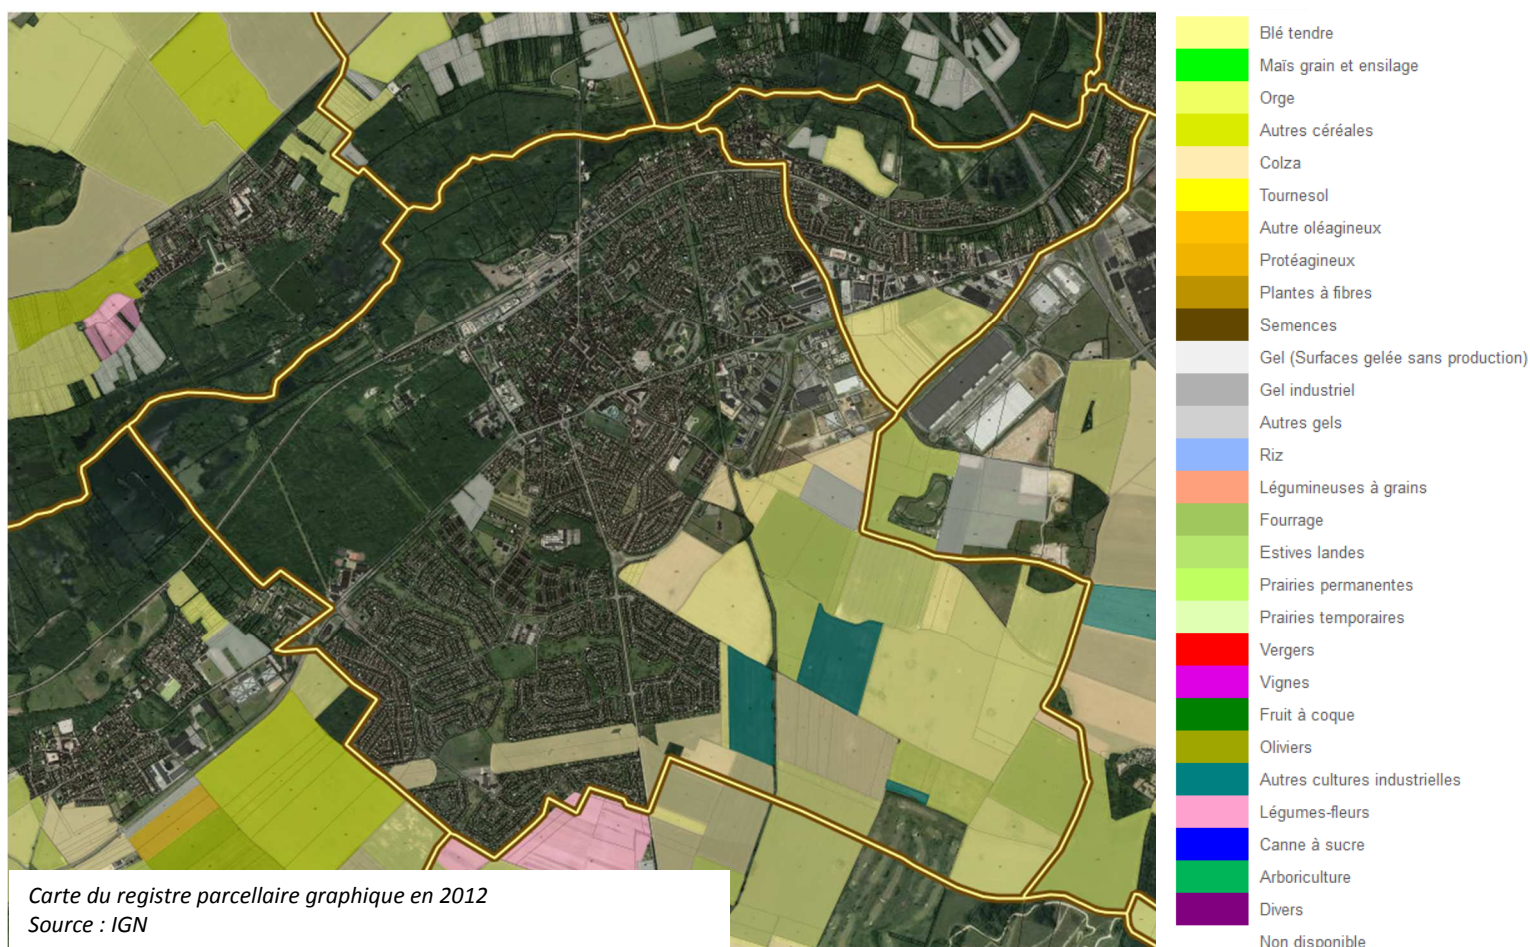 Blé tendre
Maïs grain et ensilage
Orge
Autres céréales
Colza
Tournesol
Autre oléagineux
Protéagineux
Plantes à fibres
Semences
Gel (Surfaces gelée sans production)
Gel industriel
Autres gels
Riz
Légumineuses à grains
Fourrage
Estives landes
Prairies permanentes
Prairies temporaires
Vergers
Vignes
Fruit à coque
Oliviers
Autres cultures industrielles
Légumes-fleurs
Canne à sucre
Arboriculture
Divers
Non disponible
Carte du registre parcellaire graphique en 2012
Source : IGN